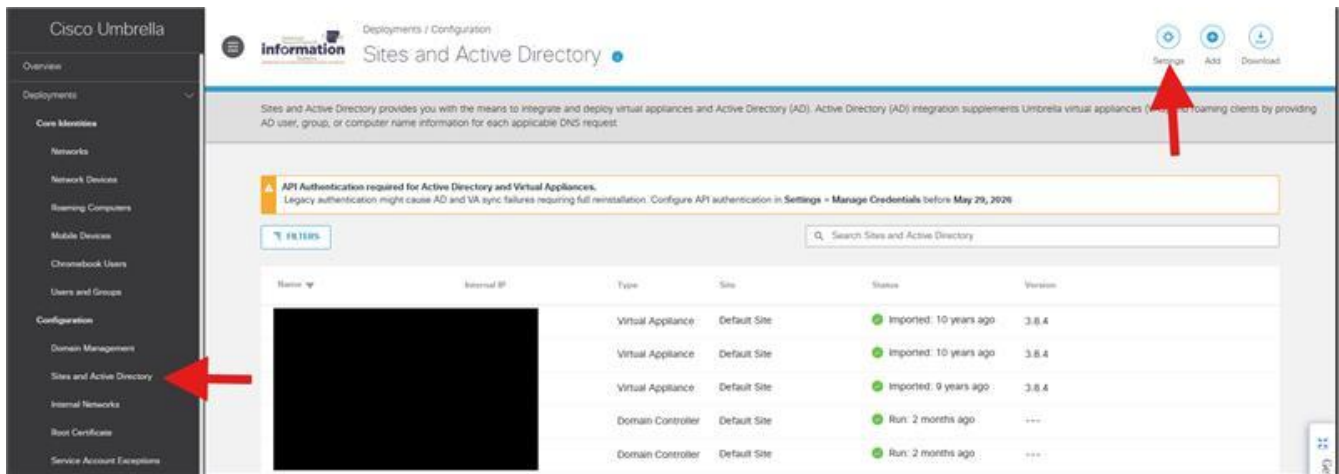 Cisco Umbrella
Overview
Deployments
Core Identities
Networks
Network Devices
Roaming Computers
Mobile Devices
Chromebook Users
Users and Groups
Configuration
Domain Management
Sites and Active Directory
Internal Networks
Root Certificate
Service Account Exceptions
information
Deployments / Configuration
Sites and Active Directory
Settings Add Download
Sites and Active Directory provides you with the means to integrate and deploy virtual appliances and Active Directory (AD). Active Directory (AD) integration supplements Umbrella virtual appliances roaming clients by providing
AD user, group, or computer name information for each applicable DNS request
API Authentication required for Active Directory and Virtual Appliances.
Legacy authentication might cause AD and VA sync failures requiring full reinstallation. Configure API authentication in Settings - Manage Credentials before May 29, 2026
FILTERS
Search Sites and Active Directory
Name Internal IP Type Site Status Version
Virtual Appliance Default Site Imported: 10 years ago 3.8.4
Virtual Appliance Default Site Imported: 10 years ago 3.8.4
Virtual Appliance Default Site Imported: 9 years ago 3.8.4
Domain Controller Default Site Run: 2 months ago ---
Domain Controller Default Site Run: 2 months ago ---